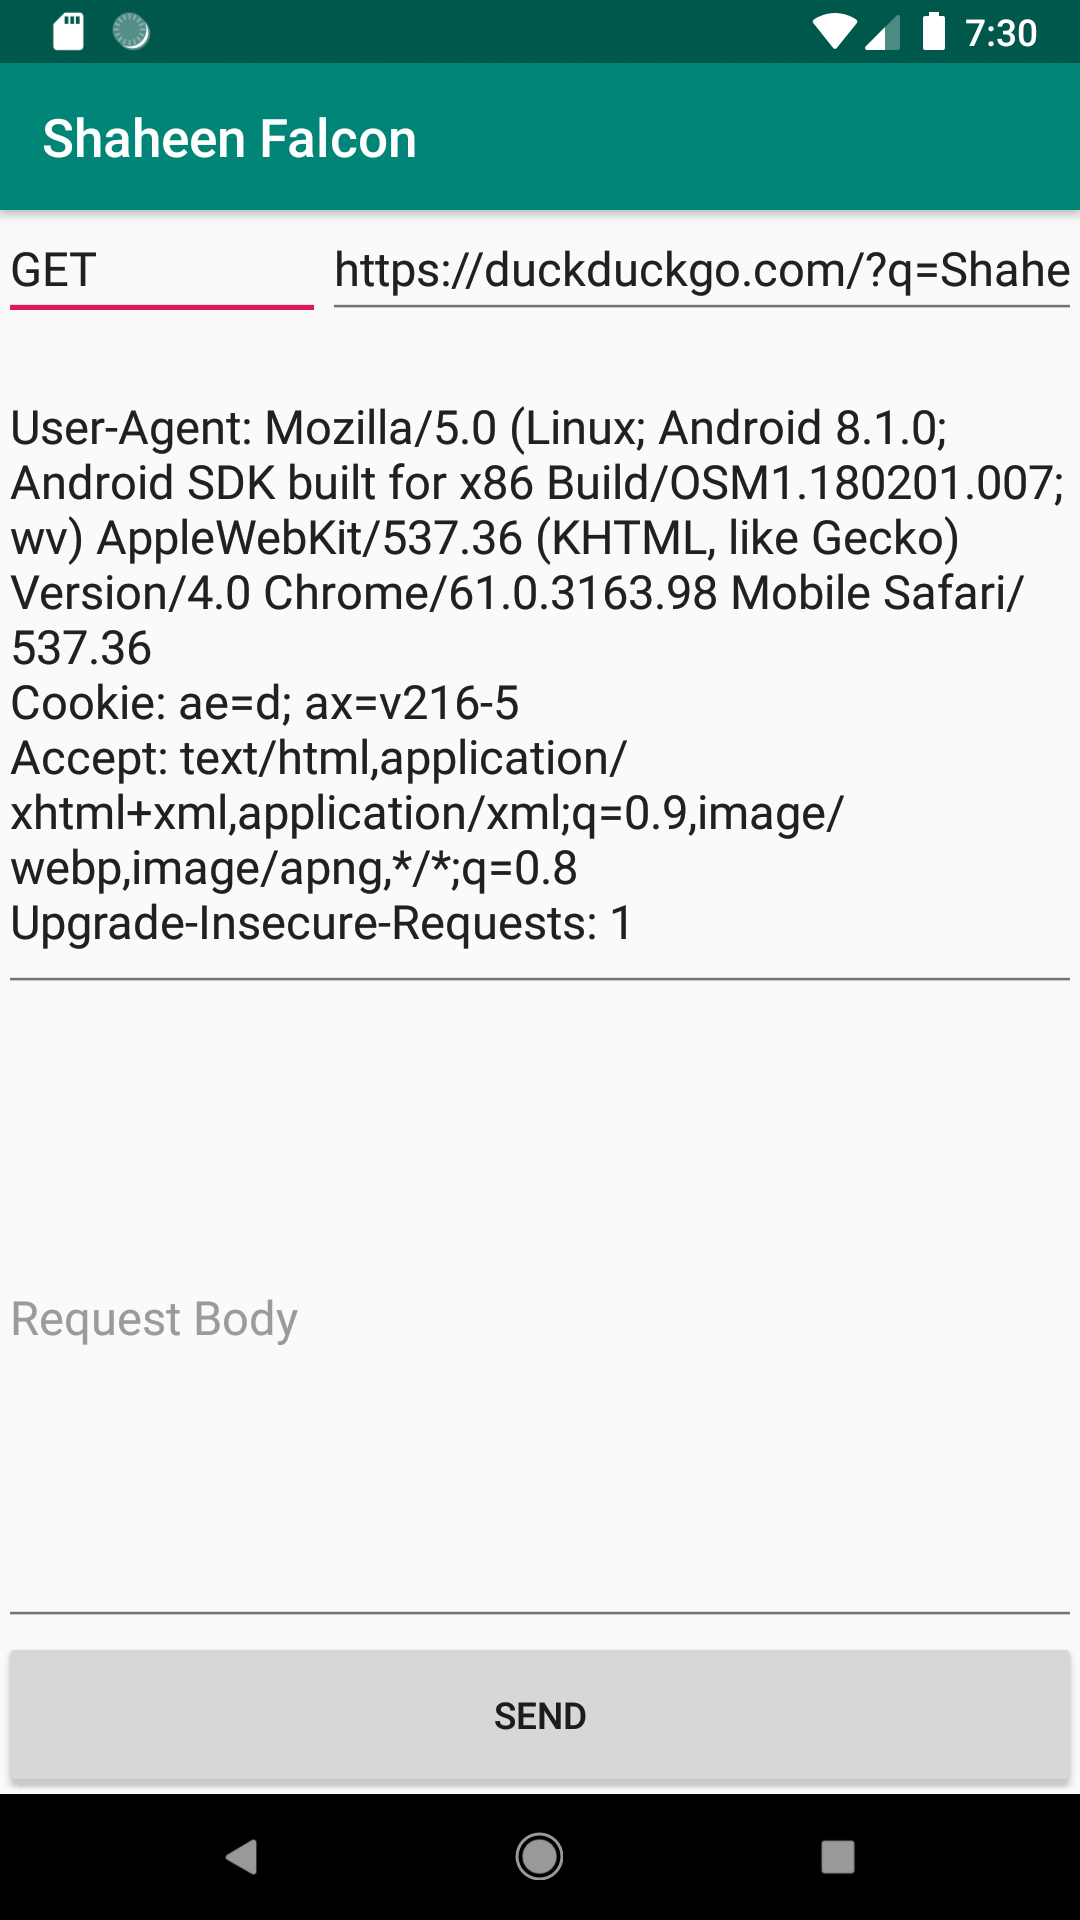 7:30
Shaheen Falcon
GET
https://duckduckgo.com/?q=Shahe
User-Agent: Mozilla/5.0 (Linux; Android 8.1.0;
Android SDK built for x86 Build/OSM1.180201.007;
wv) AppleWebKit/537.36 (KHTML, like Gecko)
Version/4.0 Chrome/61.0.3163.98 Mobile Safari/
537.36
Cookie: ae=d; ax=v216-5
Accept: text/html,application/
xhtml+xml,application/xml;q=0.9,image/
webp,image/apng,*/*;q=0.8
Upgrade-Insecure-Requests: 1
Request Body
SEND